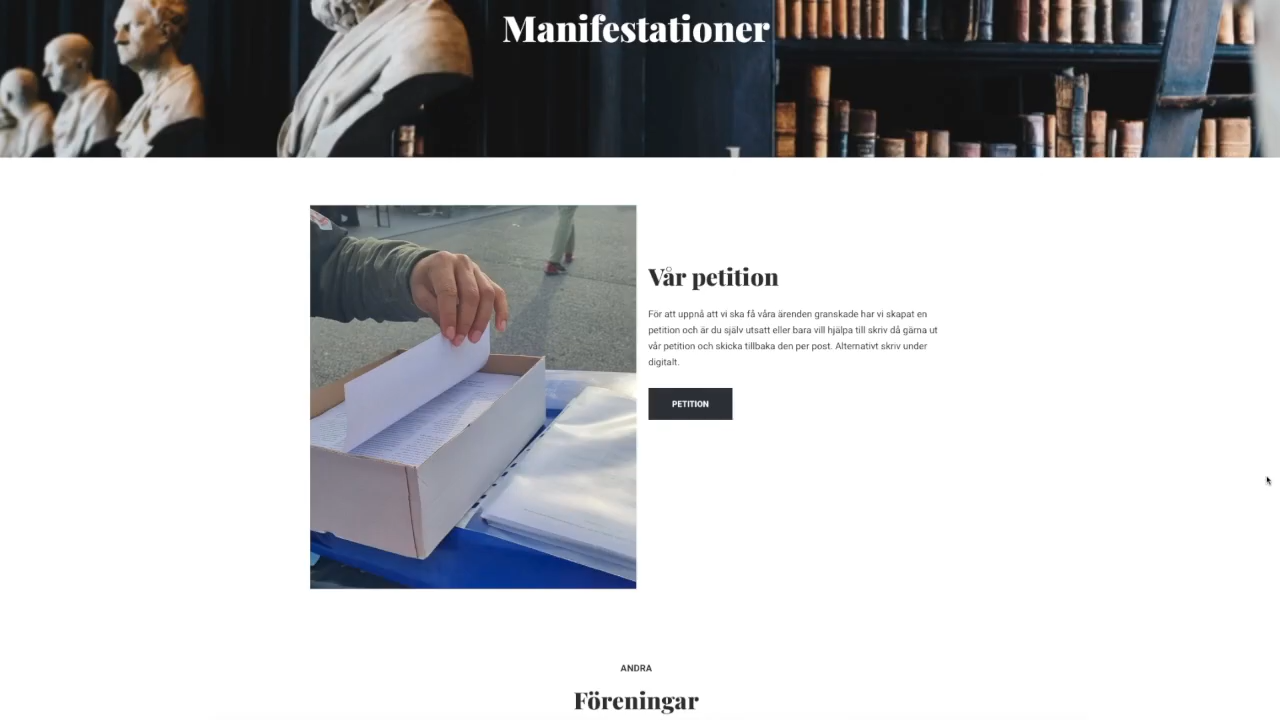 Manifestationer
Vår petition
För att uppnå att vi ska få våra ärenden granskade har vi skapat en
petition och är du själv utsatt eller bara vill hjälpa till skriv då gärna ut
vår petition och skicka tillbaka den per post. Alternativt skriv under
digitalt.
PETITION
ANDRA
Föreningar